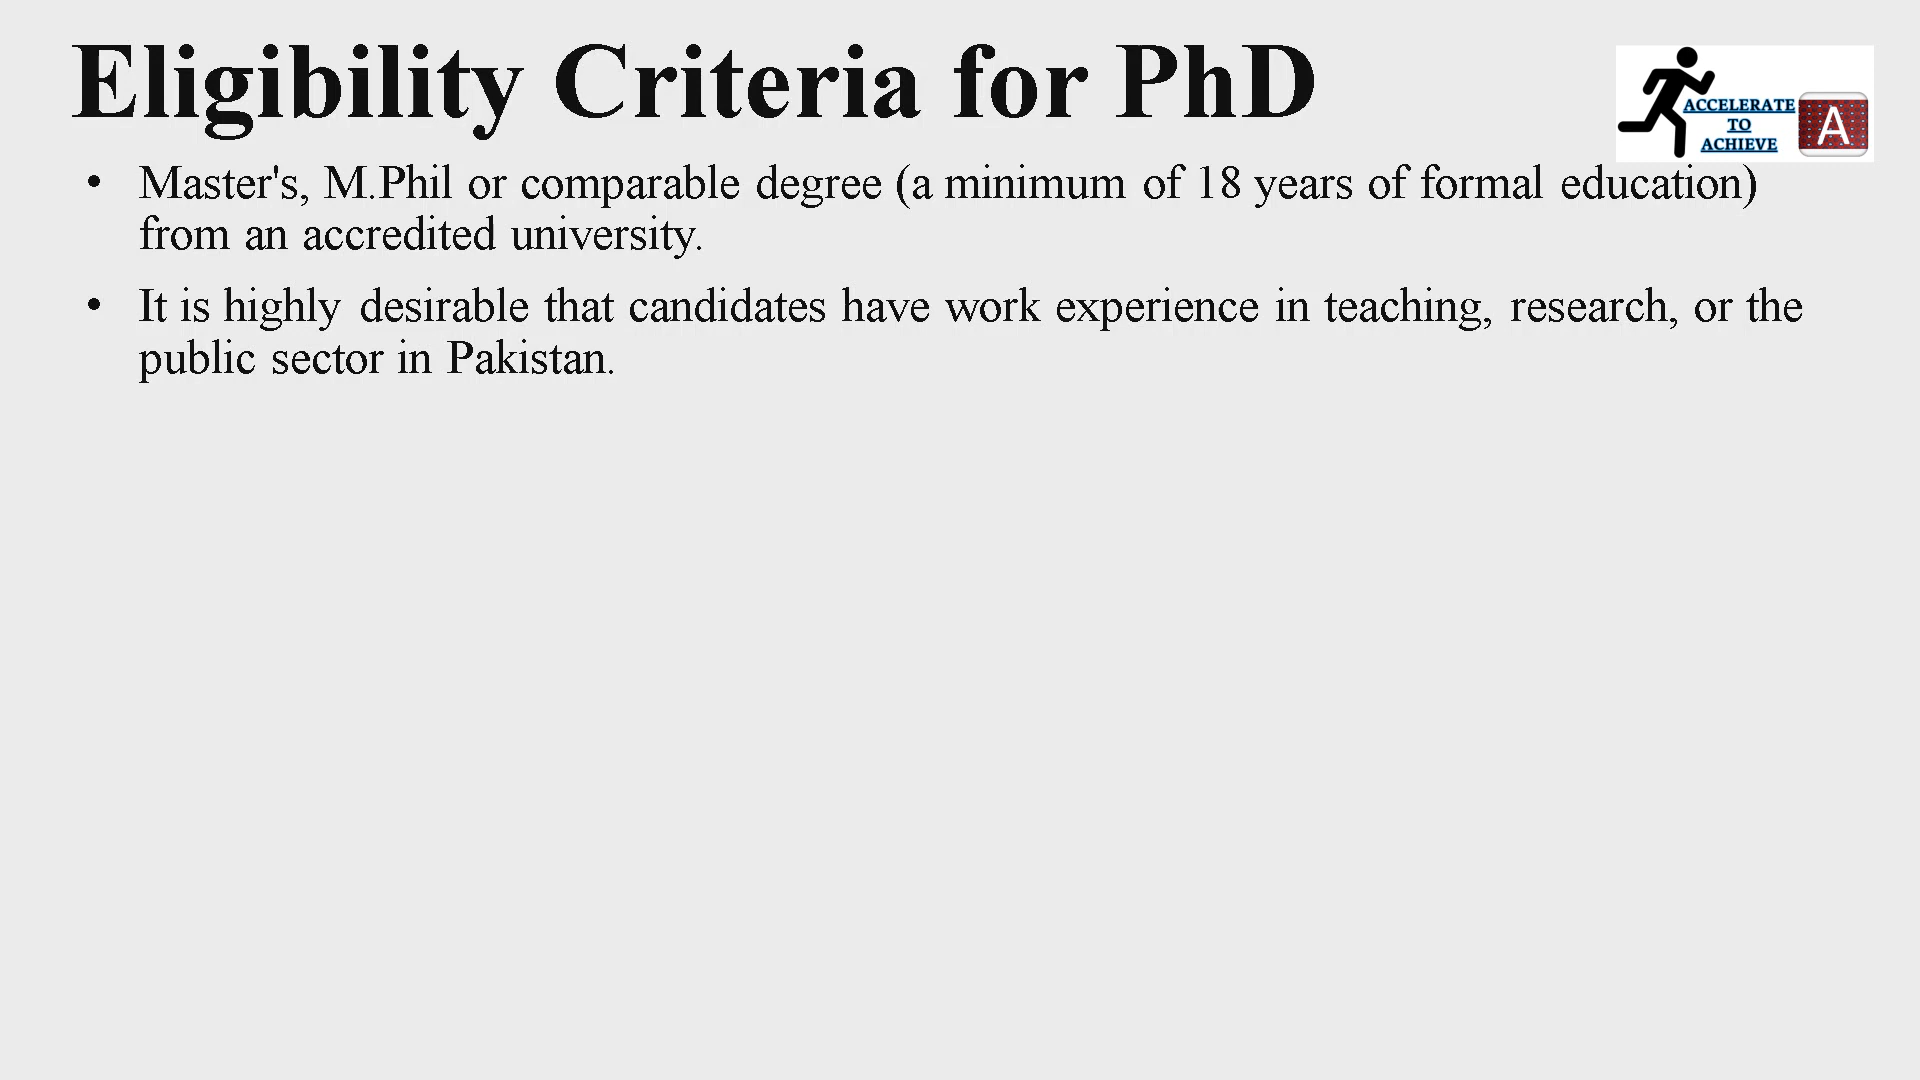 Eligibility Criteria for PhD
ACCELERATE
TO
ACHIEVE
A
• Master's, M.Phil or comparable degree (a minimum of 18 years of formal education)
from an accredited university.
• It is highly desirable that candidates have work experience in teaching, research, or the
public sector in Pakistan.